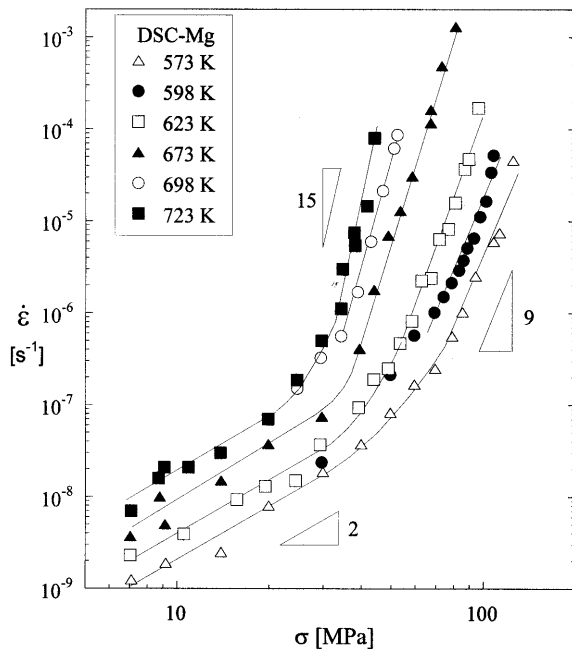 DSC-Mg
573 K
598 K
623 K
673 K
698 K
723 K
10⁻³
10⁻⁴
10⁻⁵
10⁻⁶
10⁻⁷
10⁻⁸
10⁻⁹
ε̇
[s⁻¹]
15
9
2
10
100
σ [MPa]